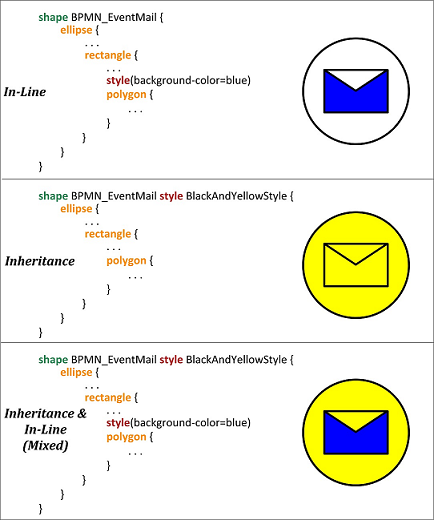 shape BPMN_EventMail {
ellipse {
. . .
rectangle {
. . .
In-Line
style(background-color=blue)
polygon {
. . .
}
}
}
}
shape BPMN_EventMail style BlackAndYellowStyle {
ellipse {
. . .
rectangle {
. . .
Inheritance
polygon {
. . .
}
}
}
}
shape BPMN_EventMail style BlackAndYellowStyle {
ellipse {
. . .
rectangle {
. . .
Inheritance &
In-Line
(Mixed)
style(background-color=blue)
polygon {
. . .
}
}
}
}